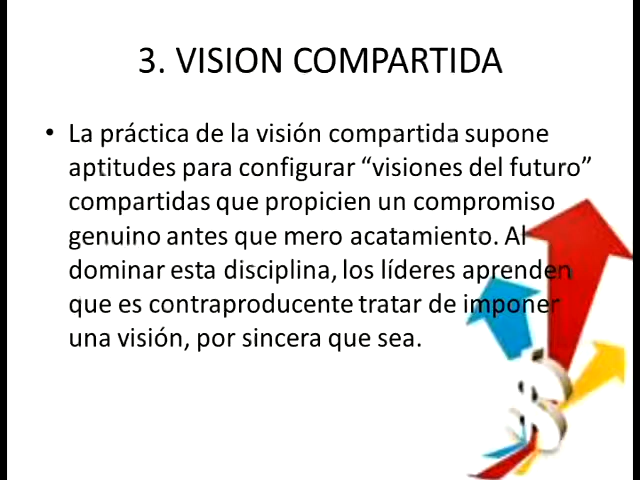 3. VISION COMPARTIDA
• La práctica de la visión compartida supone
aptitudes para configurar “visiones del futuro”
compartidas que propicien un compromiso
genuino antes que mero acatamiento. Al
dominar esta disciplina, los líderes aprenden
que es contraproducente tratar de imponer
una visión, por sincera que sea.